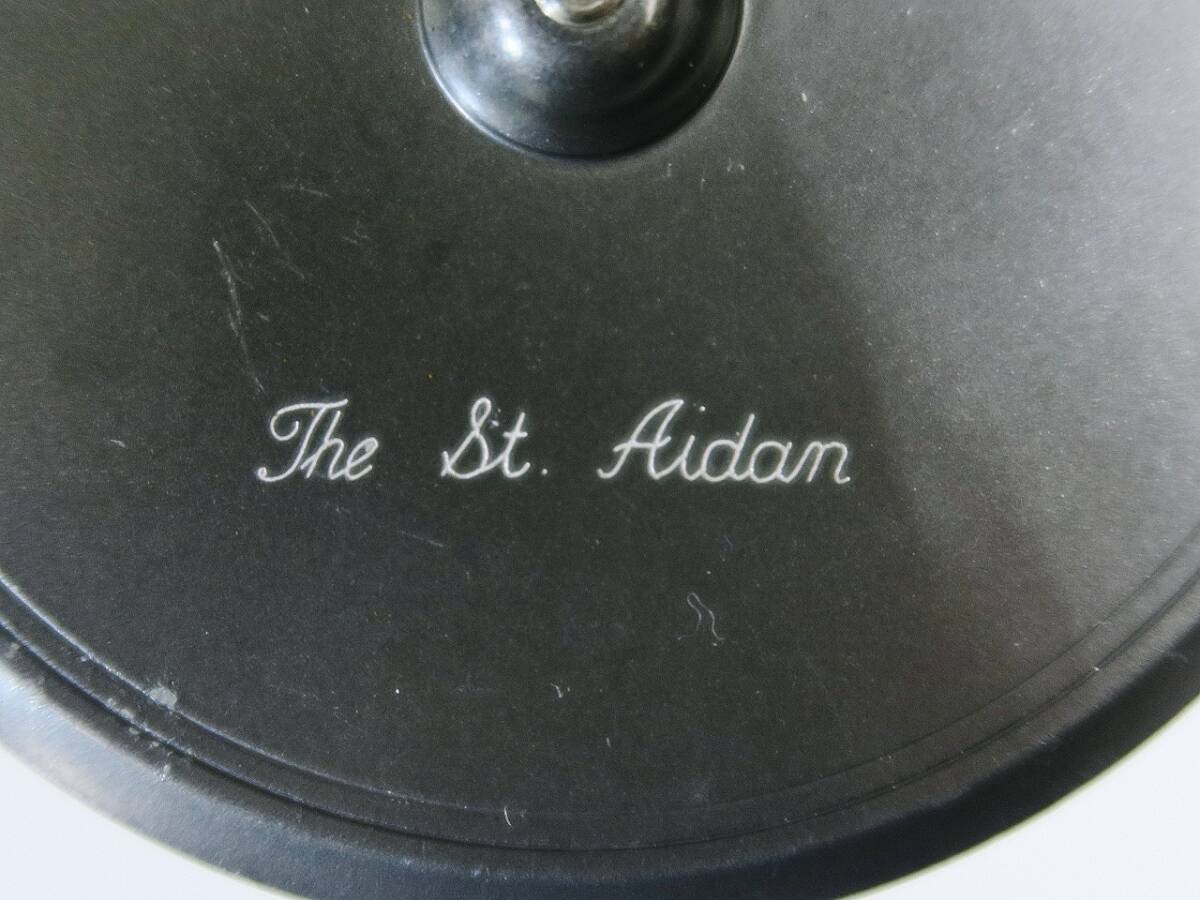 The St. Aidan